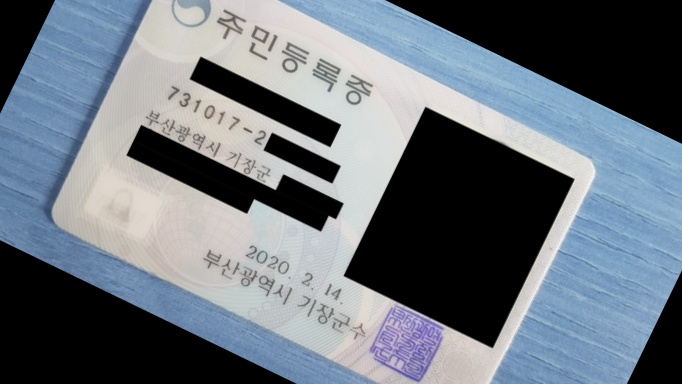 주민등록증
731017-2
부산광역시 기장군
2020. 2. 14.
부산광역시 기장군수